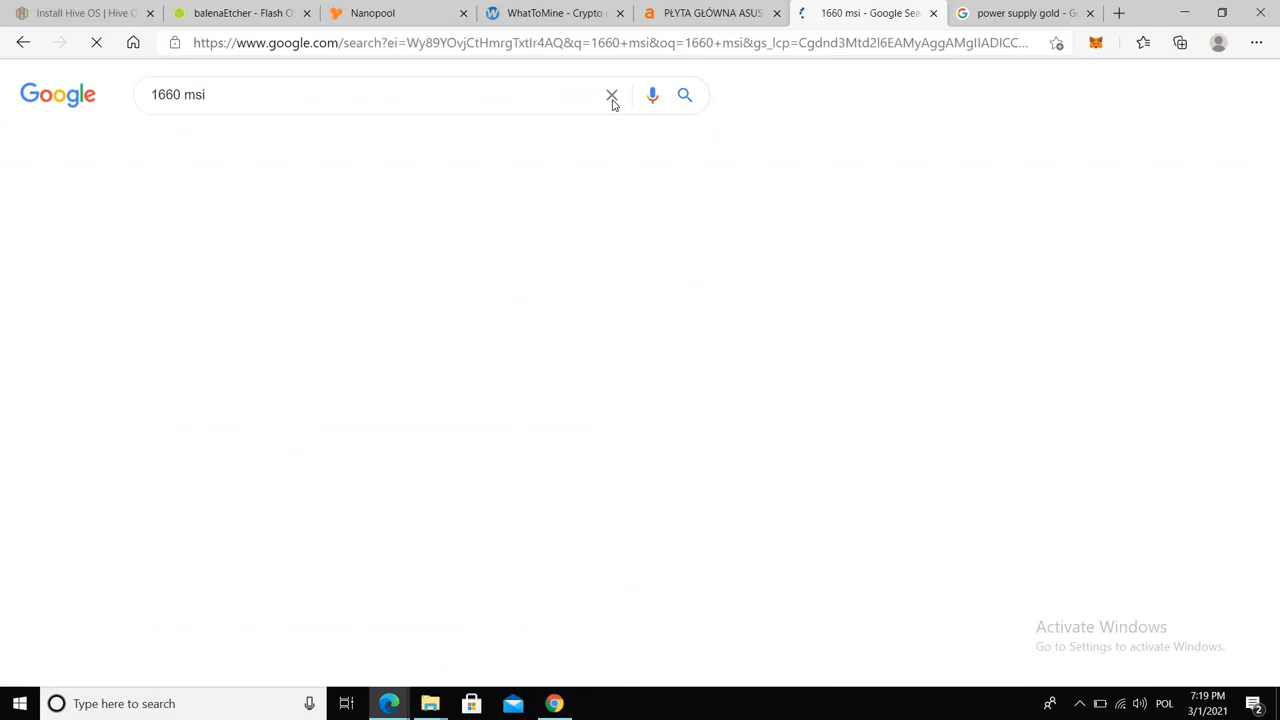 Install Hive OS | Hive O
balenaEtcher - Flash O
Nanopool
WhatToMine - Crypto c
PŁYTA GŁÓWNA ASUS
1660 msi - Google Sea
power supply gold - G
https://www.google.com/search?ei=Wy89YOvjCtHmrgTxtIr4AQ&q=1660+msi&oq=1660+msi&gs_lcp=Cgdnd3Mtd2l6EAMyAggAMgIIADICC...
Google
1660 msi
Activate Windows
Go to Settings to activate Windows.
Type here to search
POL
7:19 PM
3/1/2021
2